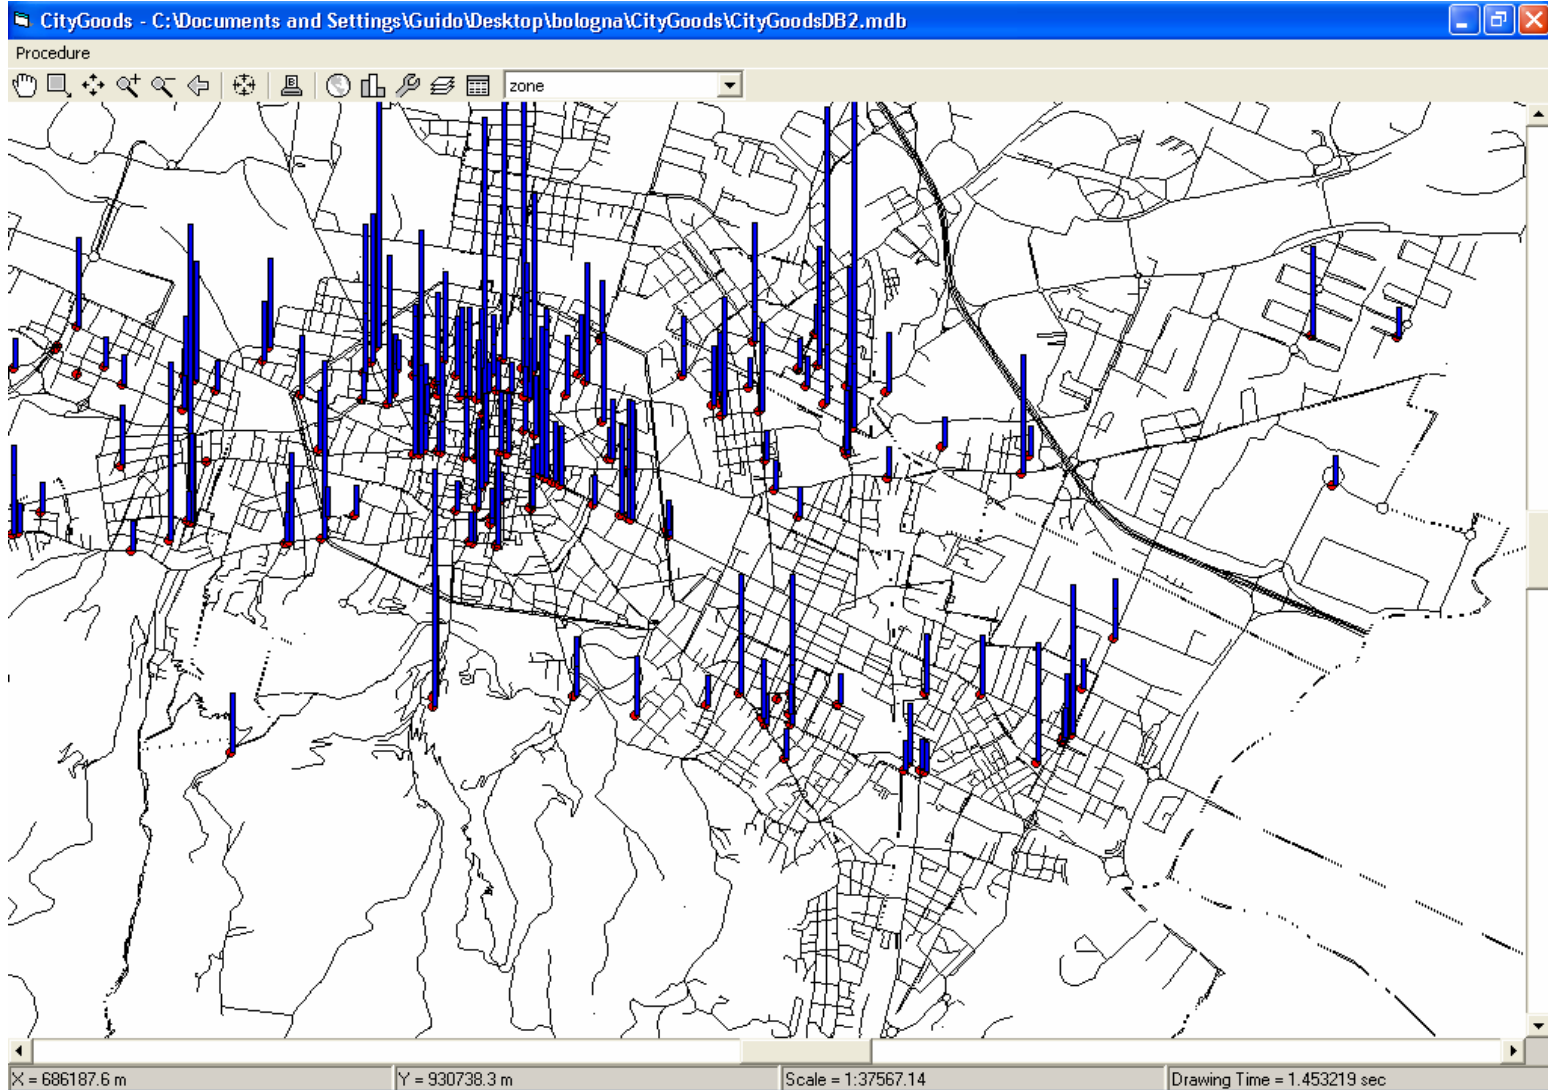 CityGoods - C:\Documents and Settings\Guido\Desktop\bologna\CityGoods\CityGoodsDB2.mdb
Procedure
B
zone
X = 686187.6 m
Y = 930738.3 m
Scale = 1:37567.14
Drawing Time = 1.453219 sec